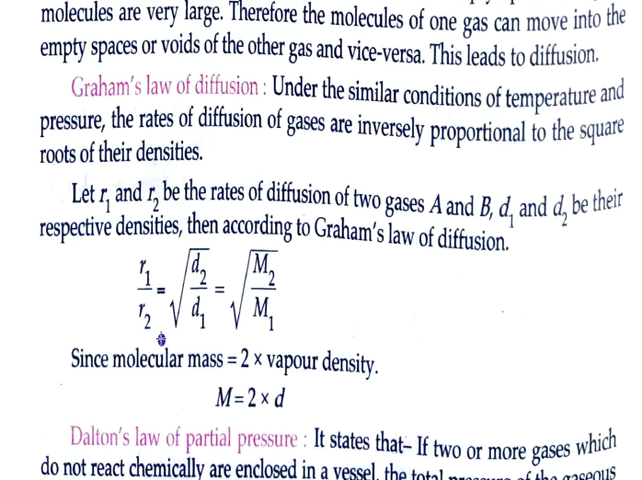 molecules are very large. Therefore the molecules of one gas can move into the
empty spaces or voids of the other gas and vice-versa. This leads to diffusion.
Graham's law of diffusion : Under the similar conditions of temperature and
pressure, the rates of diffusion of gases are inversely proportional to the square
roots of their densities.
Let r₁ and r₂ be the rates of diffusion of two gases A and B, d₁ and d₂ be their
respective densities, then according to Graham's law of diffusion.
r₁/r₂ = √(d₂/d₁) = √(M₂/M₁)
Since molecular mass = 2 × vapour density.
M = 2 × d
Dalton's law of partial pressure : It states that– If two or more gases which
do not react chemically are enclosed in a vessel, the total pressure of the gaseous